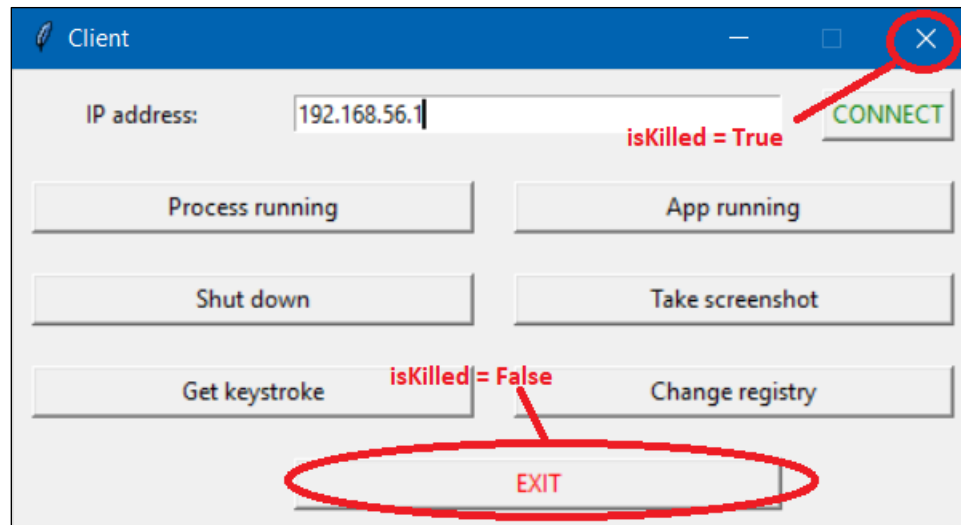 Client
IP address: 192.168.56.1 CONNECT
isKilled = True
Process running App running
Shut down Take screenshot
isKilled = False
Get keystroke Change registry
EXIT